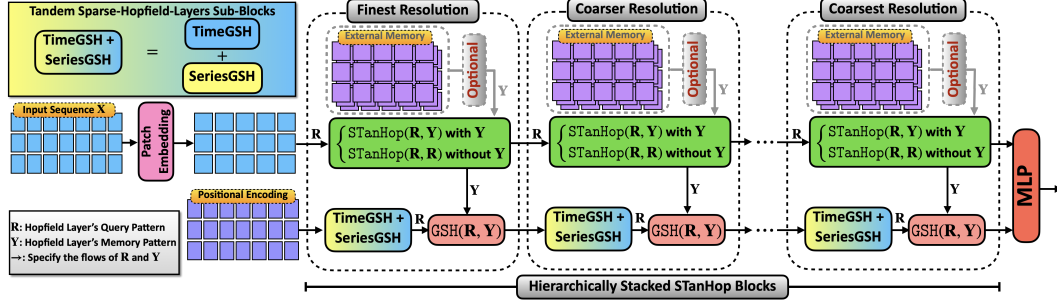 Tandem Sparse-Hopfield-Layers Sub-Blocks
TimeGSH +
SeriesGSH
=
TimeGSH
+
SeriesGSH
Input Sequence X
Patch
Embedding
Positional Encoding
R: Hopfield Layer's Query Pattern
Y: Hopfield Layer's Memory Pattern
→: Specify the flows of R and Y
Finest Resolution
External Memory
Optional
Y
R
STanHop(R, Y) with Y
STanHop(R, R) without Y
Y
TimeGSH +
SeriesGSH
R
GSH(R, Y)
Coarser Resolution
External Memory
Optional
Y
R
STanHop(R, Y) with Y
STanHop(R, R) without Y
Y
TimeGSH +
SeriesGSH
R
GSH(R, Y)
Coarsest Resolution
External Memory
Optional
Y
R
STanHop(R, Y) with Y
STanHop(R, R) without Y
Y
TimeGSH +
SeriesGSH
R
GSH(R, Y)
MLP
Hierarchically Stacked STanHop Blocks